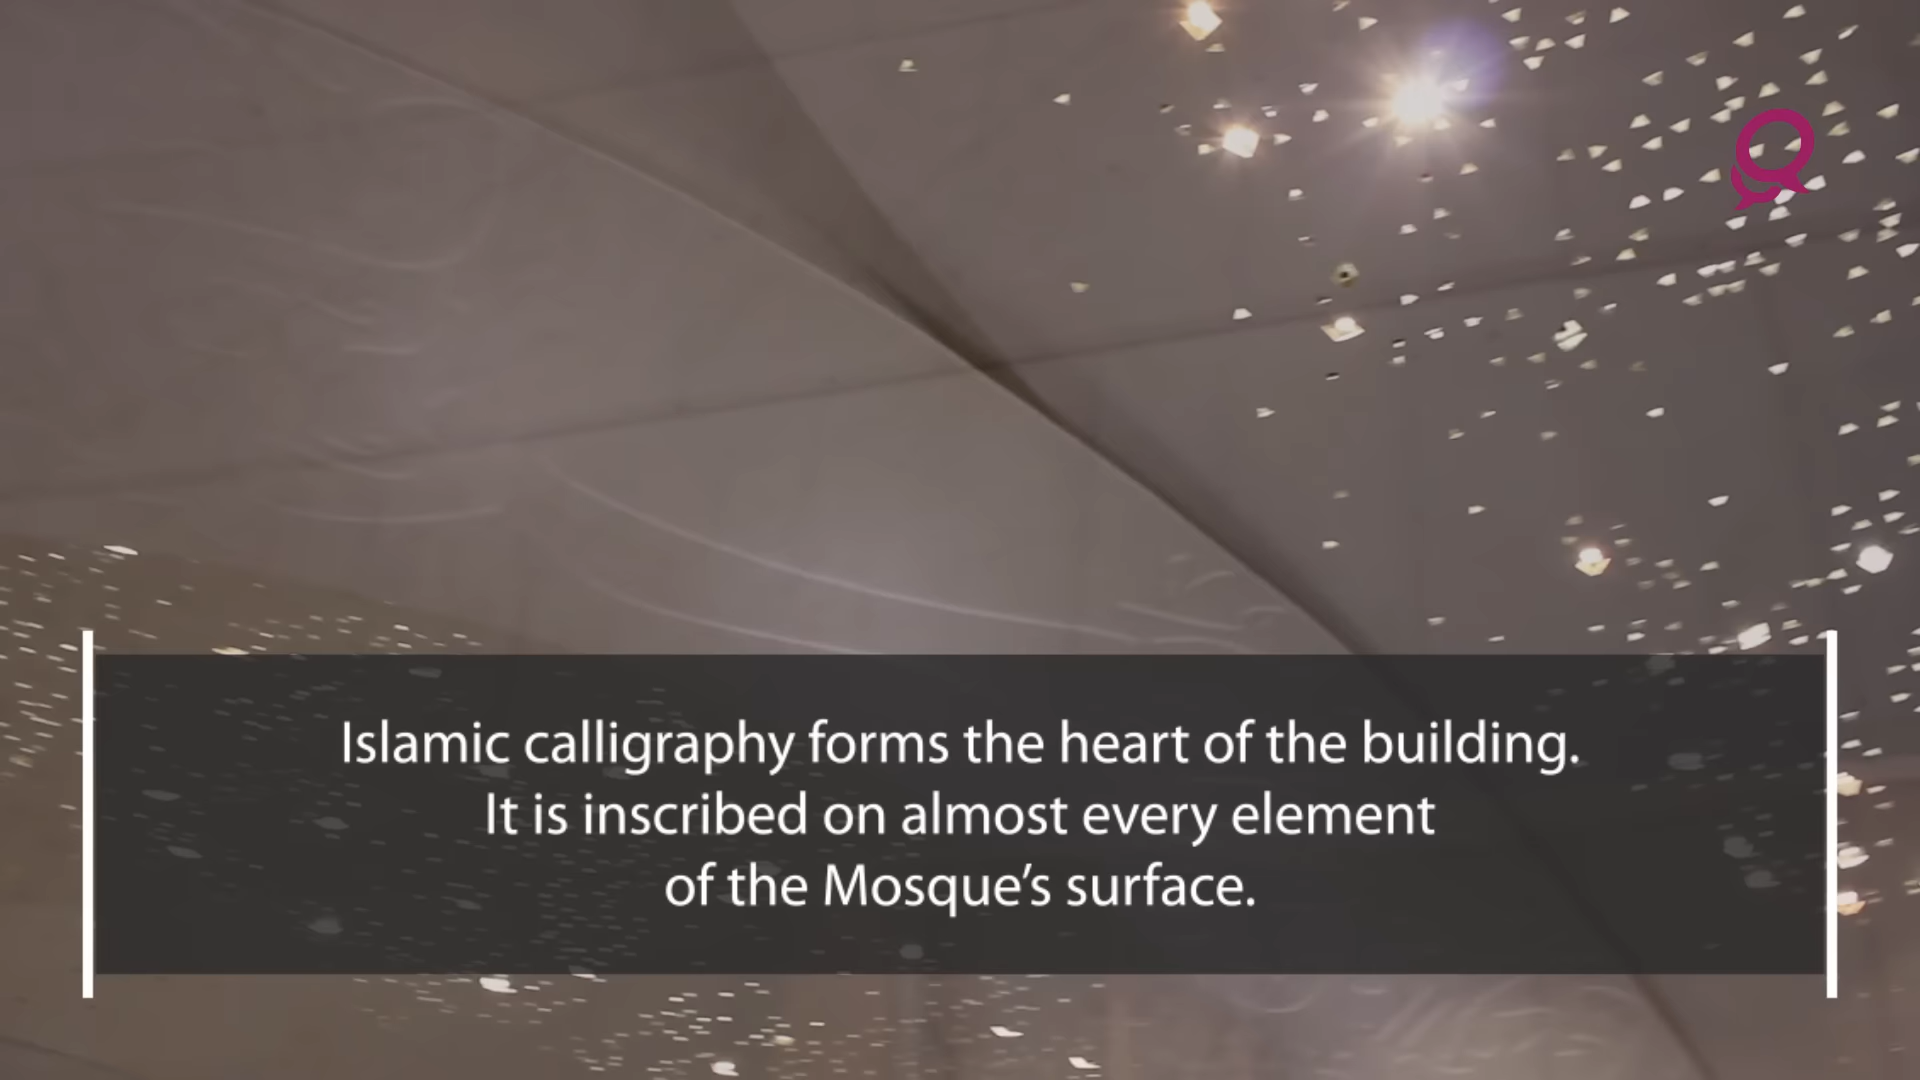 Islamic calligraphy forms the heart of the building.
It is inscribed on almost every element
of the Mosque’s surface.